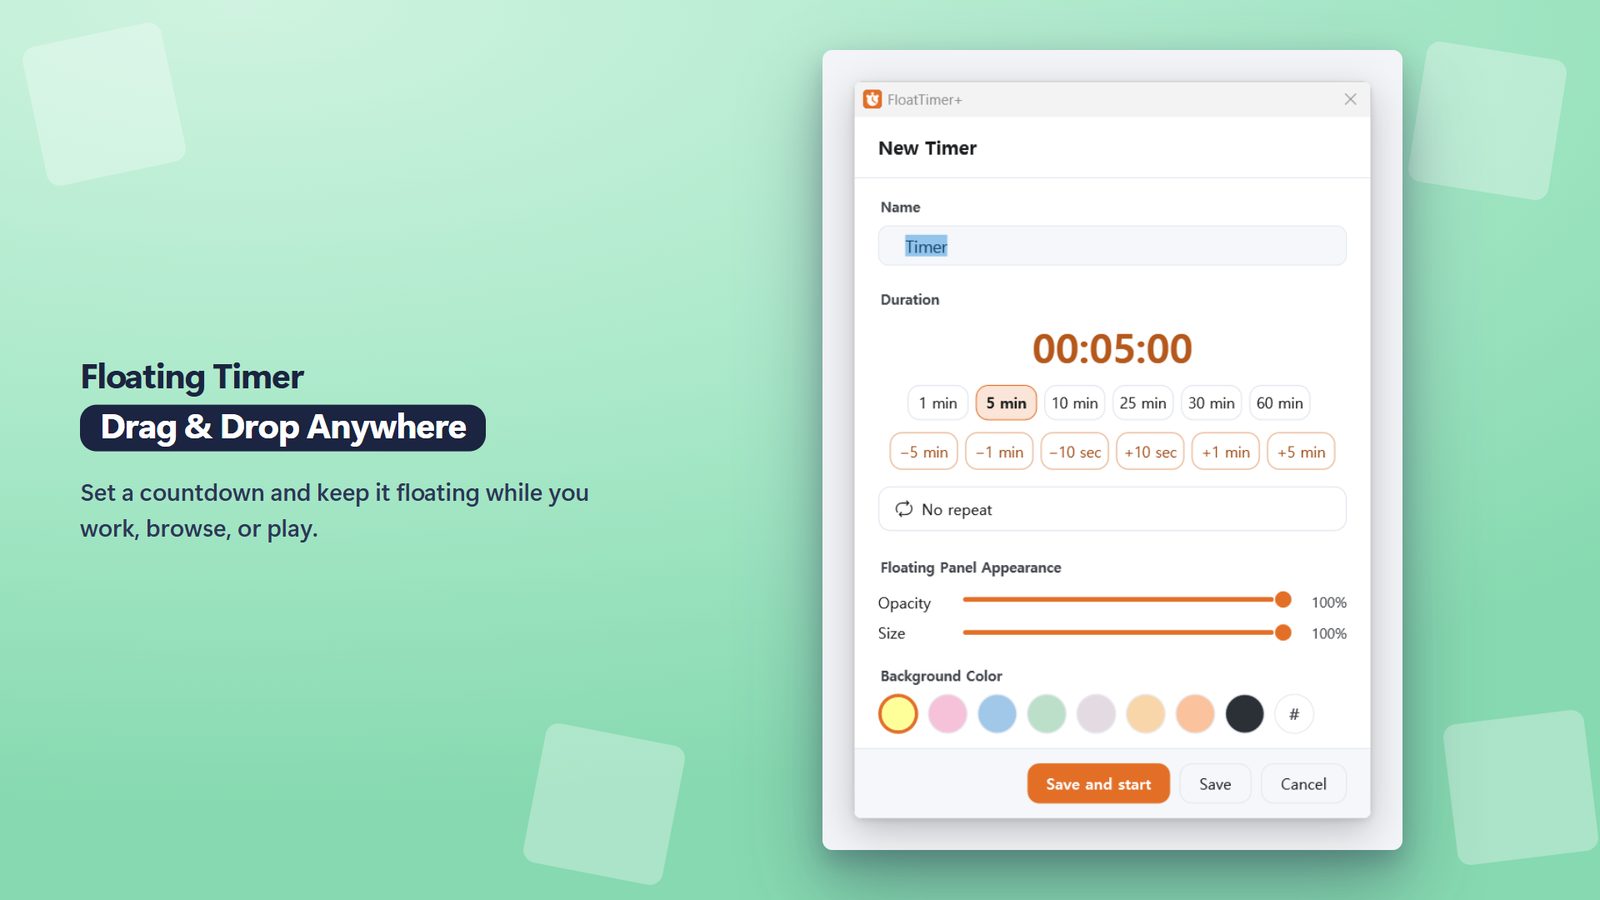 Floating Timer
Drag & Drop Anywhere
Set a countdown and keep it floating while you
work, browse, or play.
FloatTimer+
New Timer
Name
Timer
Duration
00:05:00
1 min 5 min 10 min 25 min 30 min 60 min
−5 min −1 min −10 sec +10 sec +1 min +5 min
No repeat
Floating Panel Appearance
Opacity 100%
Size 100%
Background Color
#
Save and start Save Cancel